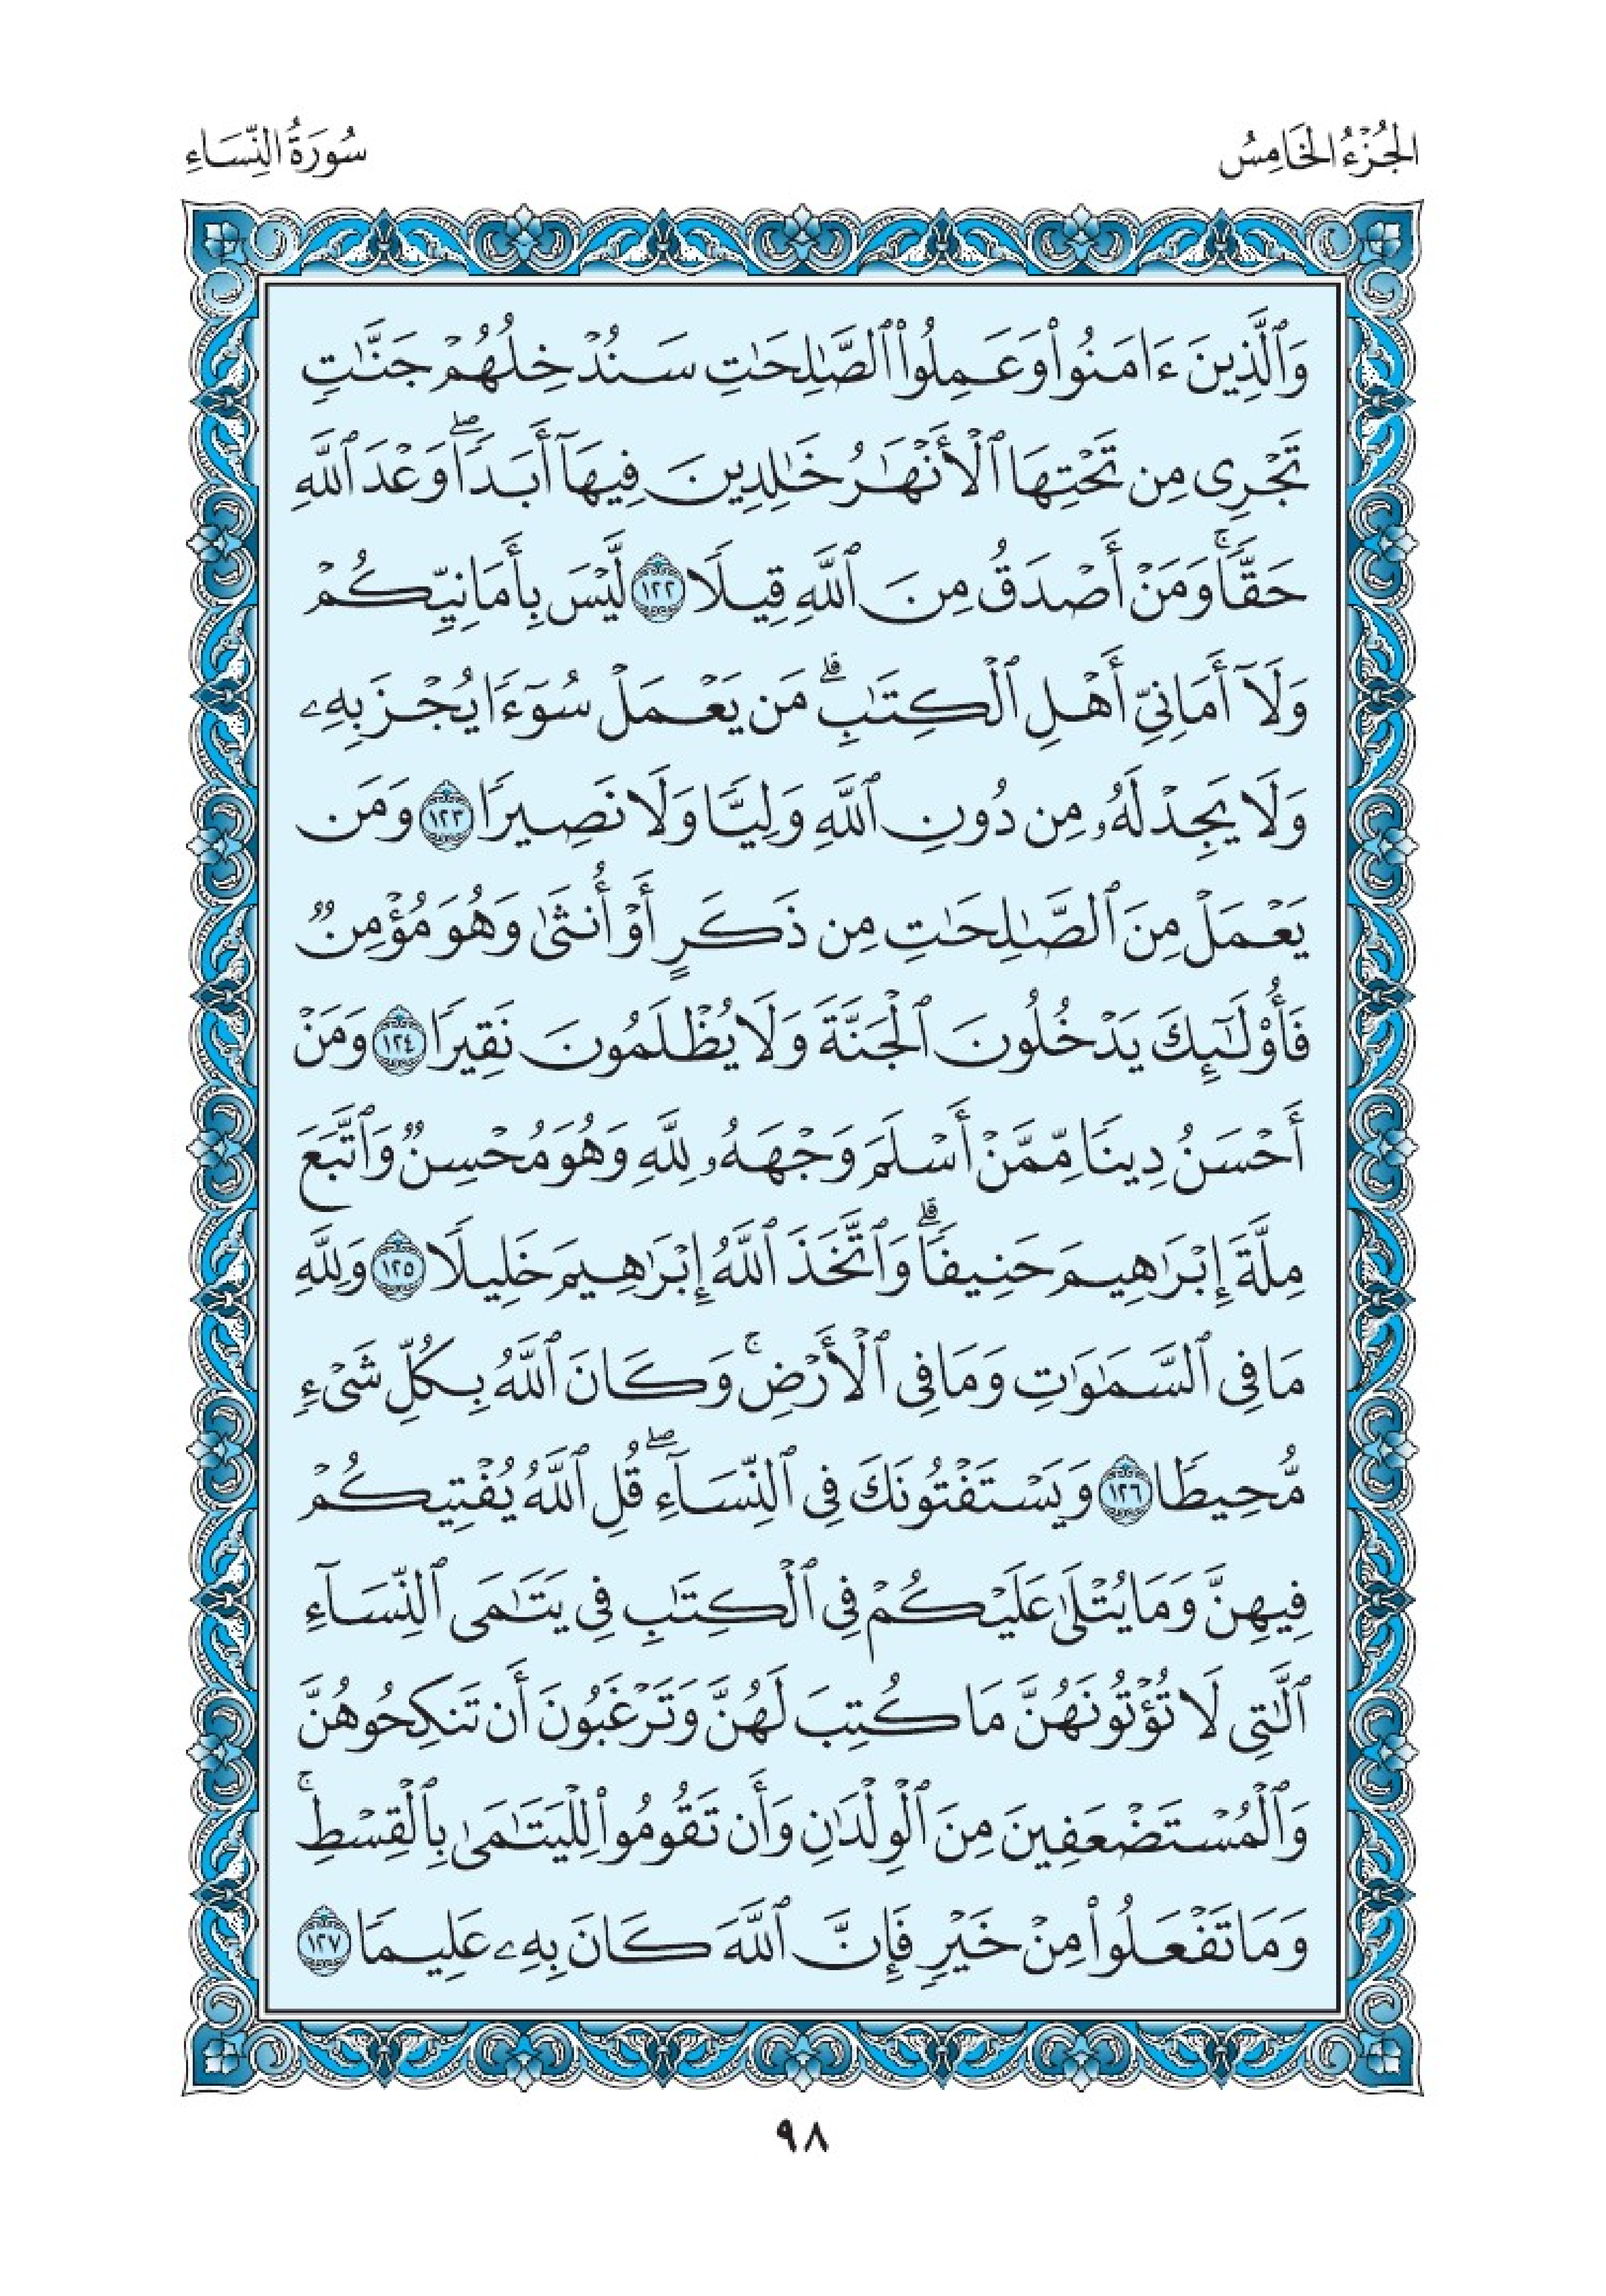 الجُزْءُ الخَامِسُ
سُورَةُ النِّسَاءِ
وَٱلَّذِينَ ءَامَنُوا۟ وَعَمِلُوا۟ ٱلصَّٰلِحَٰتِ سَنُدْخِلُهُمْ جَنَّٰتٍ
تَجْرِى مِن تَحْتِهَا ٱلْأَنْهَٰرُ خَٰلِدِينَ فِيهَآ أَبَدًا ۖ وَعْدَ ٱللَّهِ
حَقًّا ۚ وَمَنْ أَصْدَقُ مِنَ ٱللَّهِ قِيلًا ١٢٢ لَّيْسَ بِأَمَانِيِّكُمْ
وَلَآ أَمَانِىِّ أَهْلِ ٱلْكِتَٰبِ ۗ مَن يَعْمَلْ سُوٓءًا يُجْزَ بِهِۦ
وَلَا يَجِدْ لَهُۥ مِن دُونِ ٱللَّهِ وَلِيًّا وَلَا نَصِيرًا ١٢٣ وَمَن
يَعْمَلْ مِنَ ٱلصَّٰلِحَٰتِ مِن ذَكَرٍ أَوْ أُنثَىٰ وَهُوَ مُؤْمِنٌ
فَأُو۟لَٰٓئِكَ يَدْخُلُونَ ٱلْجَنَّةَ وَلَا يُظْلَمُونَ نَقِيرًا ١٢٤ وَمَنْ
أَحْسَنُ دِينًا مِّمَّنْ أَسْلَمَ وَجْهَهُۥ لِلَّهِ وَهُوَ مُحْسِنٌ وَٱتَّبَعَ
مِلَّةَ إِبْرَٰهِيمَ حَنِيفًا ۗ وَٱتَّخَذَ ٱللَّهُ إِبْرَٰهِيمَ خَلِيلًا ١٢٥ وَلِلَّهِ
مَا فِى ٱلسَّمَٰوَٰتِ وَمَا فِى ٱلْأَرْضِ ۚ وَكَانَ ٱللَّهُ بِكُلِّ شَىْءٍ
مُّحِيطًا ١٢٦ وَيَسْتَفْتُونَكَ فِى ٱلنِّسَآءِ ۖ قُلِ ٱللَّهُ يُفْتِيكُمْ
فِيهِنَّ وَمَا يُتْلَىٰ عَلَيْكُمْ فِى ٱلْكِتَٰبِ فِى يَتَٰمَى ٱلنِّسَآءِ
ٱلَّٰتِى لَا تُؤْتُونَهُنَّ مَا كُتِبَ لَهُنَّ وَتَرْغَبُونَ أَن تَنكِحُوهُنَّ
وَٱلْمُسْتَضْعَفِينَ مِنَ ٱلْوِلْدَٰنِ وَأَن تَقُومُوا۟ لِلْيَتَٰمَىٰ بِٱلْقِسْطِ ۚ
وَمَا تَفْعَلُوا۟ مِنْ خَيْرٍ فَإِنَّ ٱللَّهَ كَانَ بِهِۦ عَلِيمًا ١٢٧
٩٨